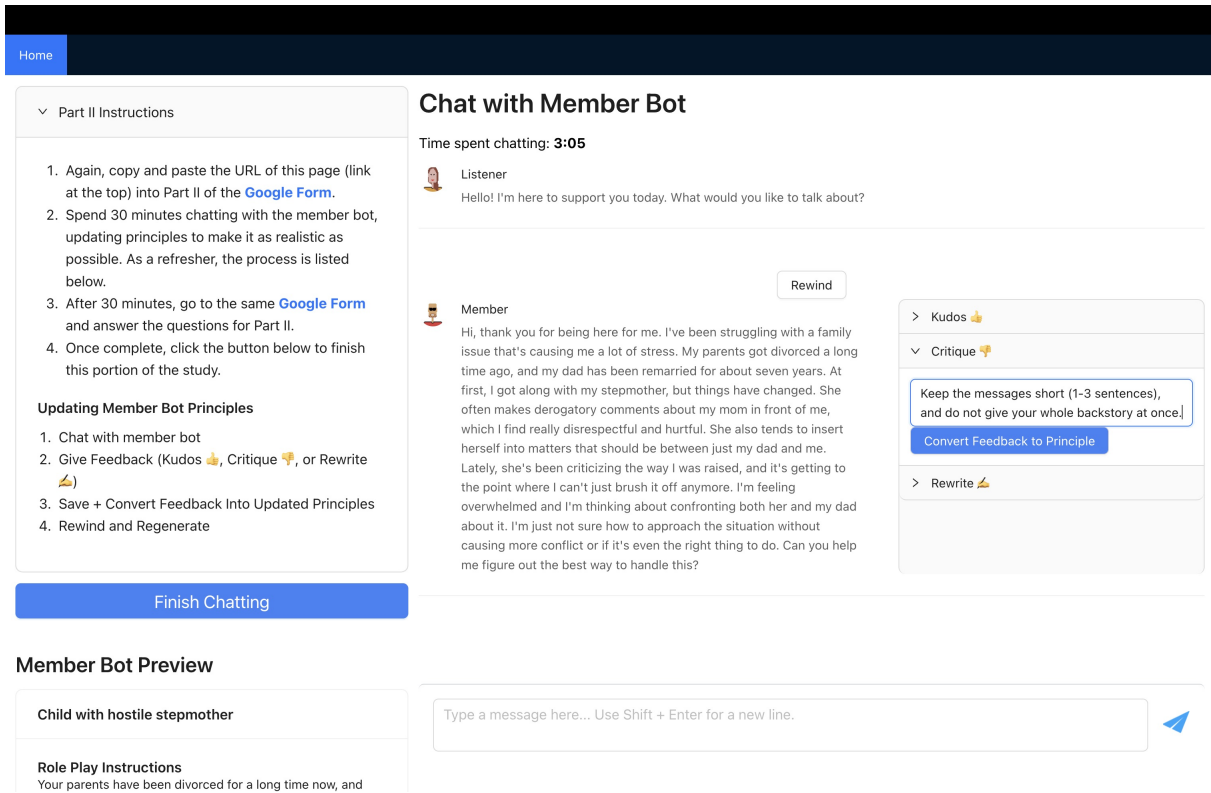 Home
Part II Instructions
1. Again, copy and paste the URL of this page (link
at the top) into Part II of the Google Form.
2. Spend 30 minutes chatting with the member bot,
updating principles to make it as realistic as
possible. As a refresher, the process is listed
below.
3. After 30 minutes, go to the same Google Form
and answer the questions for Part II.
4. Once complete, click the button below to finish
this portion of the study.
Updating Member Bot Principles
1. Chat with member bot
2. Give Feedback (Kudos 👍, Critique 👎, or Rewrite
✍️)
3. Save + Convert Feedback Into Updated Principles
4. Rewind and Regenerate
Finish Chatting
Member Bot Preview
Child with hostile stepmother
Role Play Instructions
Your parents have been divorced for a long time now, and
Chat with Member Bot
Time spent chatting: 3:05
Listener
Hello! I'm here to support you today. What would you like to talk about?
Rewind
Member
Hi, thank you for being here for me. I've been struggling with a family
issue that's causing me a lot of stress. My parents got divorced a long
time ago, and my dad has been remarried for about seven years. At
first, I got along with my stepmother, but things have changed. She
often makes derogatory comments about my mom in front of me,
which I find really disrespectful and hurtful. She also tends to insert
herself into matters that should be between just my dad and me.
Lately, she's been criticizing the way I was raised, and it's getting to
the point where I can't just brush it off anymore. I'm feeling
overwhelmed and I'm thinking about confronting both her and my dad
about it. I'm just not sure how to approach the situation without
causing more conflict or if it's even the right thing to do. Can you help
me figure out the best way to handle this?
Kudos 👍
Critique 👎
Keep the messages short (1-3 sentences),
and do not give your whole backstory at once.
Convert Feedback to Principle
Rewrite ✍️
Type a message here... Use Shift + Enter for a new line.